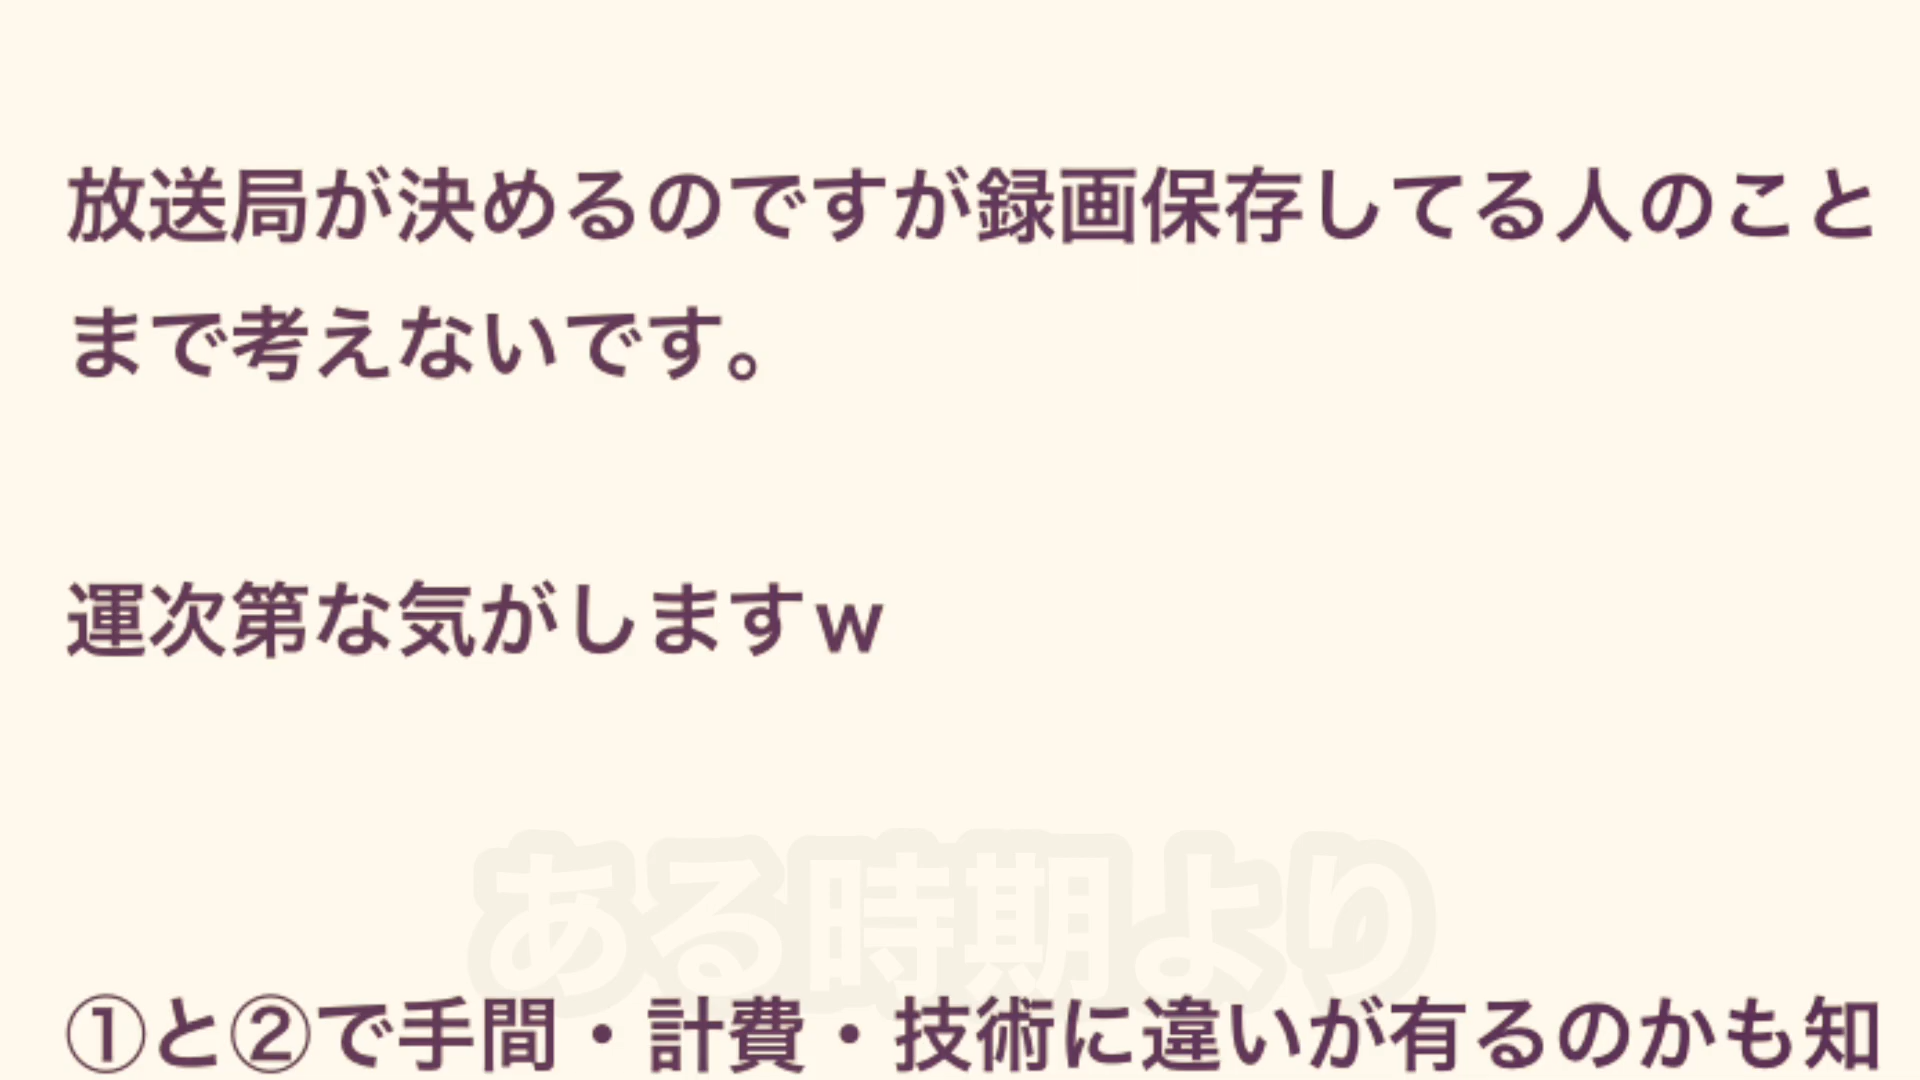 放送局が決めるのですが録画保存してる人のこと
まで考えないです。
運次第な気がしますｗ
ある時期より
①と②で手間・計費・技術に違いが有るのかも知